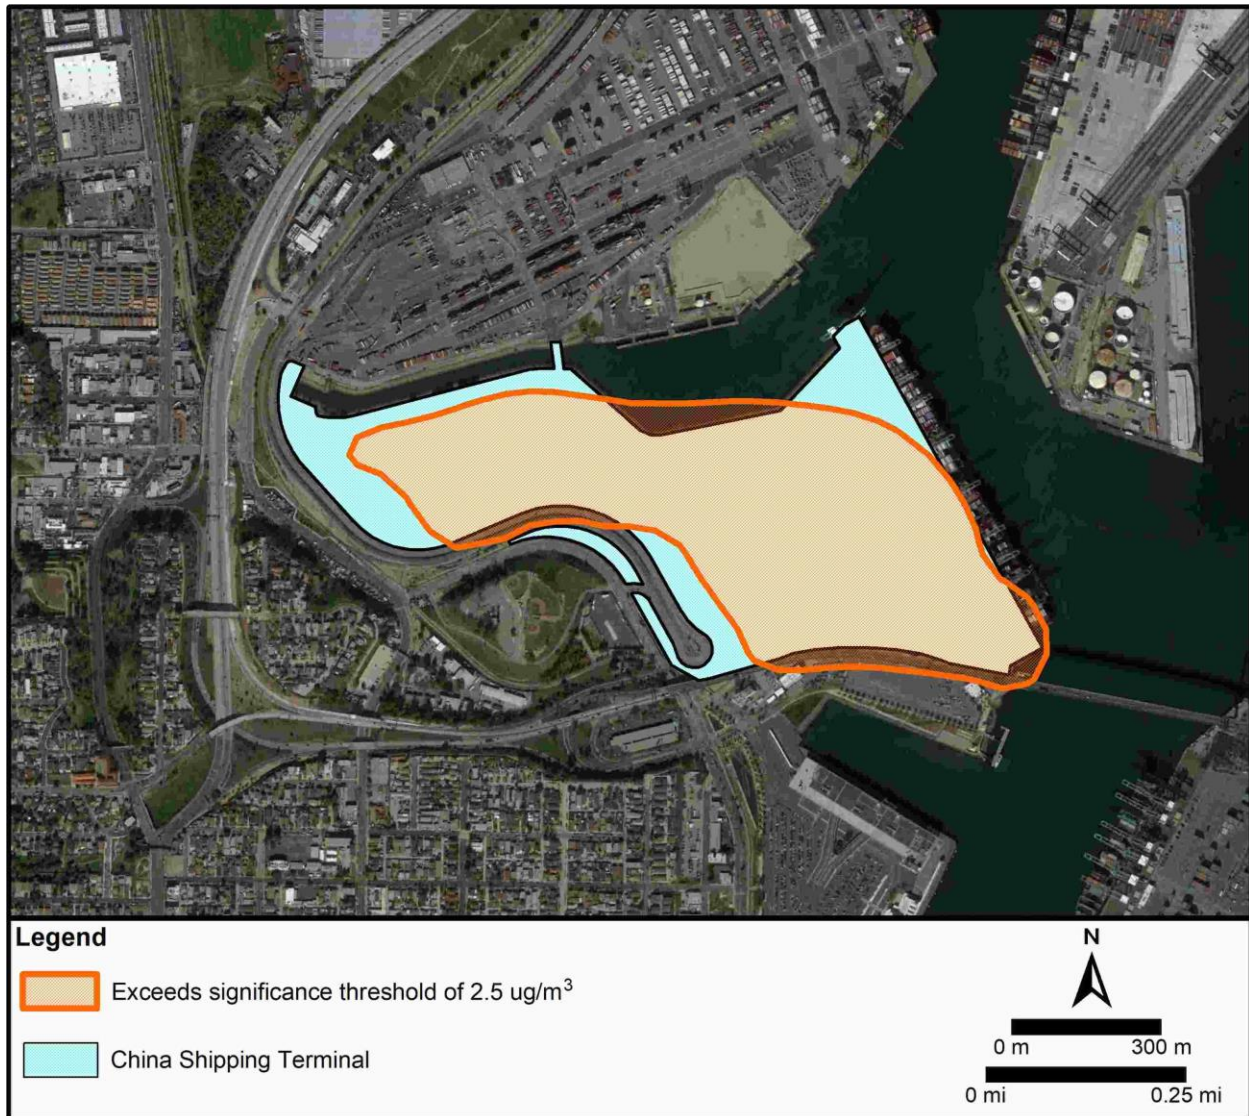 Legend
Exceeds significance threshold of 2.5 ug/m³
China Shipping Terminal
N
0 m 300 m
0 mi 0.25 mi